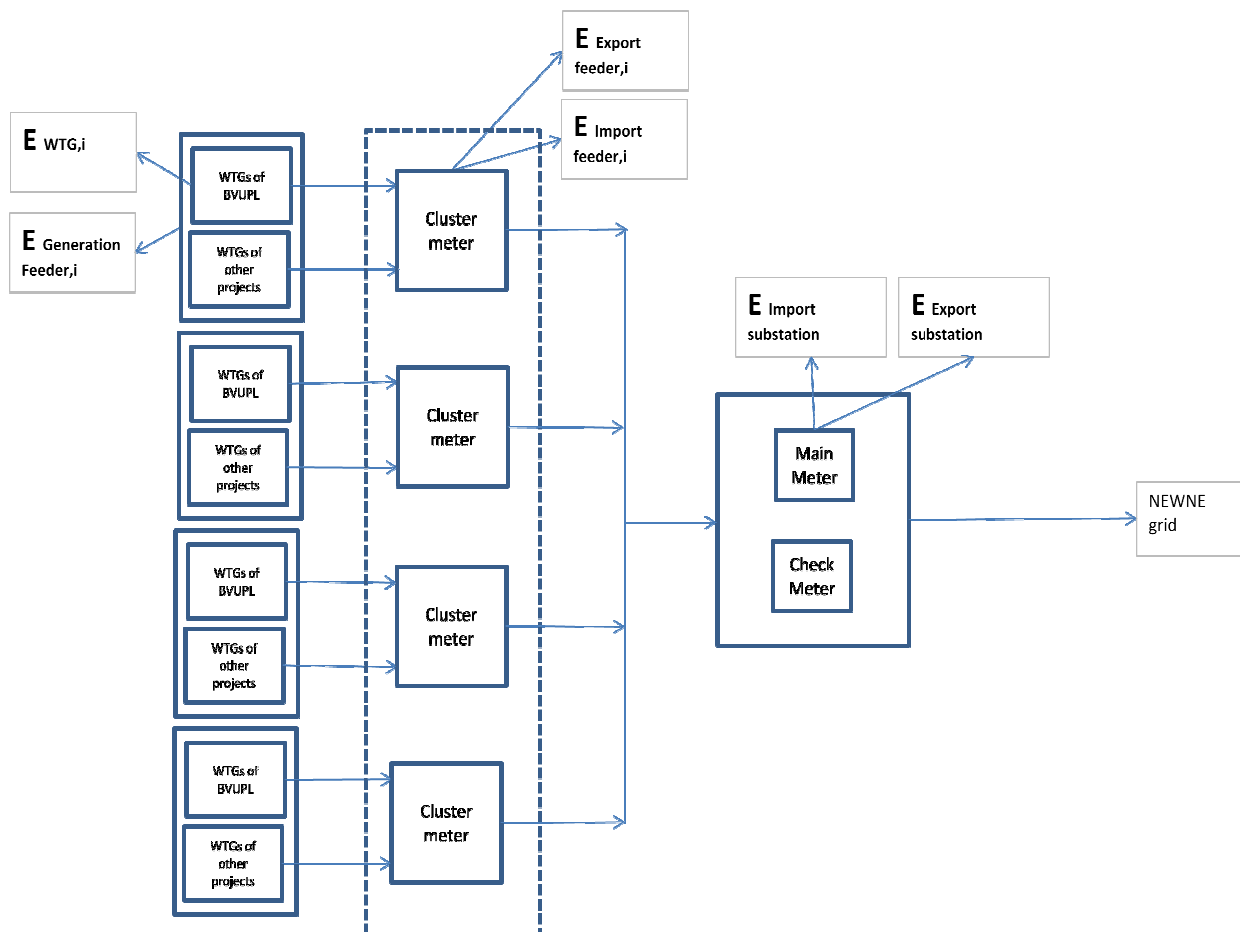 E Export
feeder,i
E Import
feeder,i
E WTG,i
E Generation
Feeder,i
WTGs of
BVUPL
WTGs of
other
projects
Cluster
meter
E Import
substation
E Export
substation
WTGs of
BVUPL
WTGs of
other
projects
Cluster
meter
Main
Meter
Check
Meter
NEWNE
grid
WTGs of
BVUPL
WTGs of
other
projects
Cluster
meter
WTGs of
BVUPL
WTGs of
other
projects
Cluster
meter